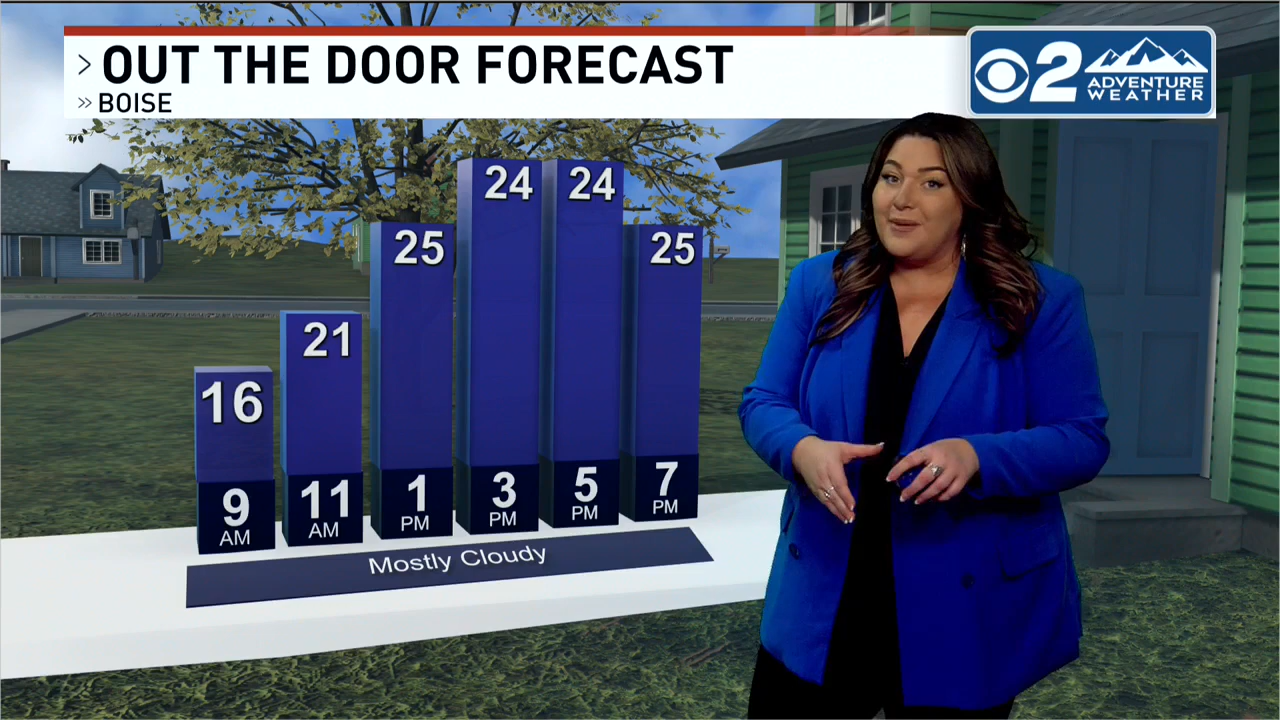 > OUT THE DOOR FORECAST
» BOISE
2 ADVENTURE
WEATHER
24 24
25 25
21
16
9 11 1 3 5 7
AM AM PM PM PM PM
Mostly Cloudy